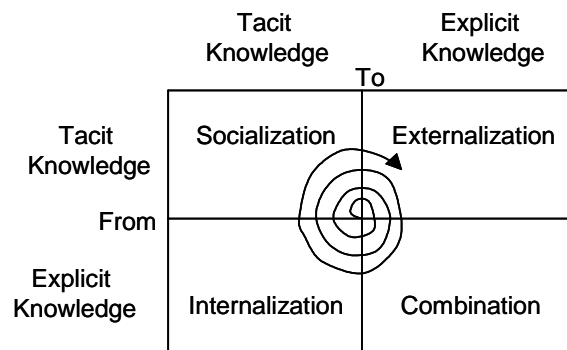 Tacit
Knowledge
Explicit
Knowledge
To
Tacit
Knowledge
Socialization
Externalization
From
Explicit
Knowledge
Internalization
Combination